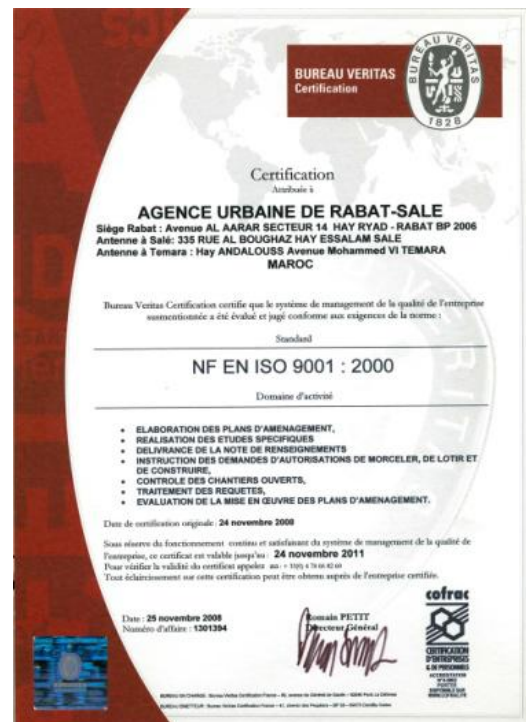 BUREAU VERITAS
Certification
BUREAU VERITAS
1828
Certification
Attribuée à
AGENCE URBAINE DE RABAT-SALE
Siège Rabat : Avenue AL AARAR SECTEUR 14 HAY RYAD - RABAT BP 2006
Antenne à Salé: 335 RUE AL BOUGHAZ HAY ESSALAM SALE
Antenne à Temara : Hay ANDALOUSS Avenue Mohammed VI TEMARA
MAROC
Bureau Veritas Certification certifie que le système de management de la qualité de l'entreprise
susmentionnée a été évalué et jugé conforme aux exigences de la norme :
Standard
NF EN ISO 9001 : 2000
Domaine d'activité
• ELABORATION DES PLANS D'AMENAGEMENT,
• REALISATION DES ETUDES SPECIFIQUES
• DELIVRANCE DE LA NOTE DE RENSEIGNEMENTS
• INSTRUCTION DES DEMANDES D'AUTORISATIONS DE MORCELER, DE LOTIR ET
DE CONSTRUIRE,
• CONTROLE DES CHANTIERS OUVERTS,
• TRAITEMENT DES REQUETES,
• EVALUATION DE LA MISE EN ŒUVRE DES PLANS D'AMENAGEMENT.
Date de certification originale : 24 novembre 2008
Sous réserve du fonctionnement continu et satisfaisant du système de management de la qualité de
l'entreprise, ce certificat est valable jusqu'au : 24 novembre 2011
Pour vérifier la validité du certificat appelez au :
Tout éclaircissement sur cette certification peut être obtenu auprès de l'entreprise certifiée.
Date : 25 novembre 2008
Numéro d'affaire : 1301394
Romain PETIT
Directeur Général
cofrac
CERTIFICATION
D'ENTREPRISES
& DE PERSONNELS